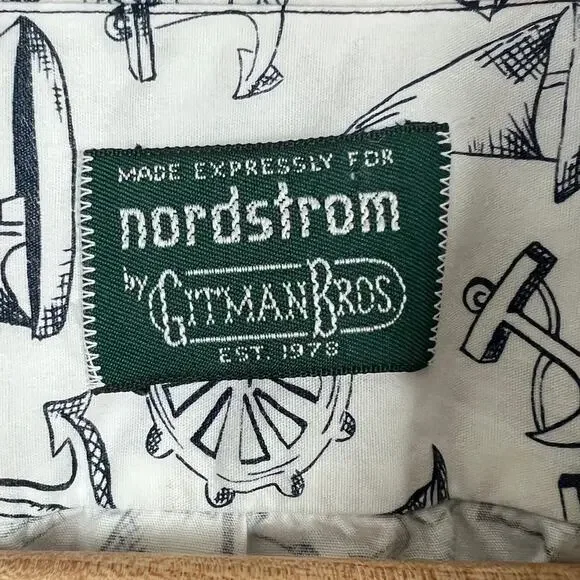 MADE EXPRESSLY FOR
nordstrom
by GITMAN BROS
EST. 1978